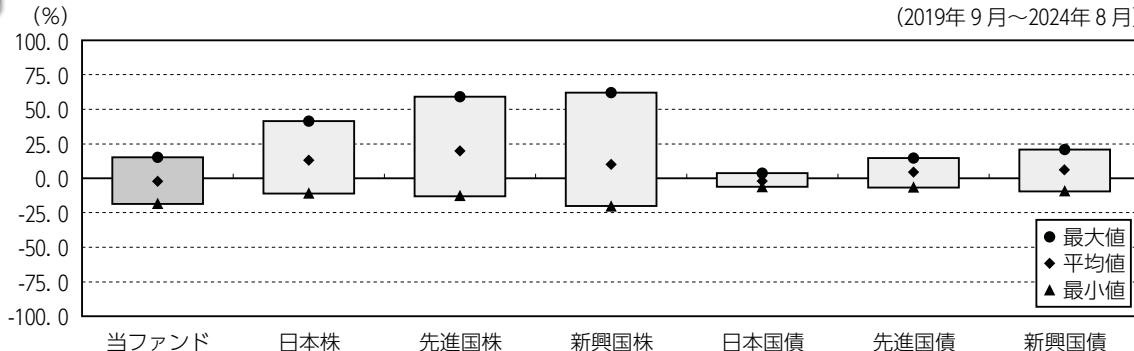 (%)
(2019年9月~2024年8月)
100.0
75.0
50.0
25.0
0.0
-25.0
-50.0
-75.0
-100.0
● 最大値
◆ 平均値
▲ 最小値
当ファンド 日本株 先進国株 新興国株 日本国債 先進国債 新興国債